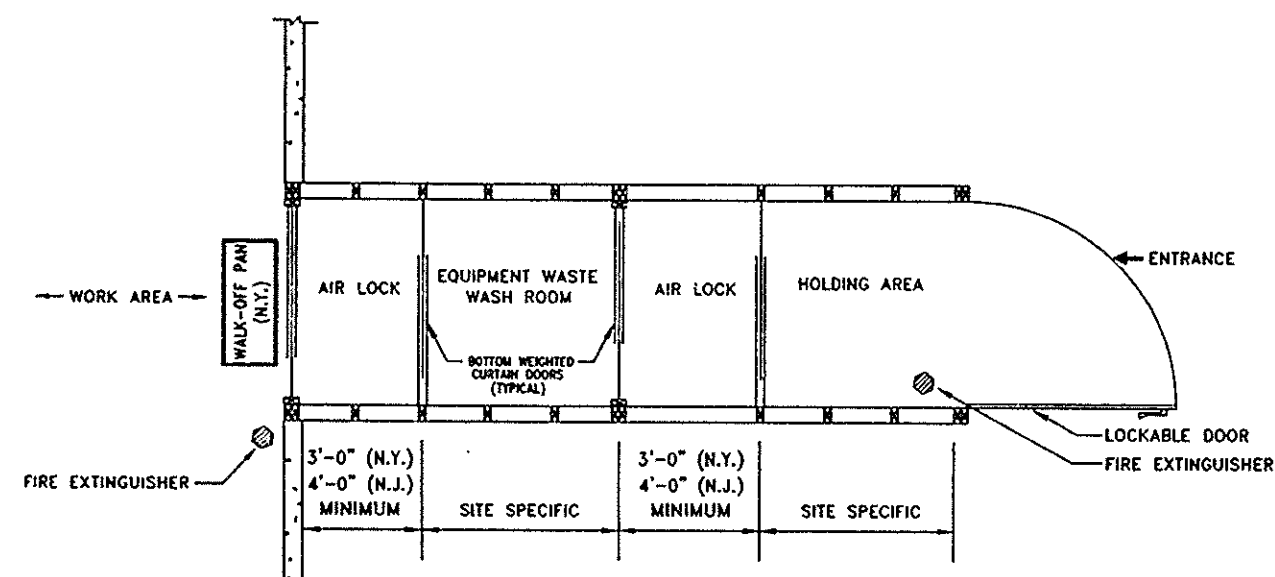 ← WORK AREA →
WALK-OFF PAN
(N.Y.)
AIR LOCK
EQUIPMENT WASTE
WASH ROOM
AIR LOCK
HOLDING AREA
ENTRANCE
BOTTOM WEIGHTED
CURTAIN DOORS
(TYPICAL)
LOCKABLE DOOR
FIRE EXTINGUISHER
FIRE EXTINGUISHER
3'-0" (N.Y.)
4'-0" (N.J.)
MINIMUM
SITE SPECIFIC
3'-0" (N.Y.)
4'-0" (N.J.)
MINIMUM
SITE SPECIFIC